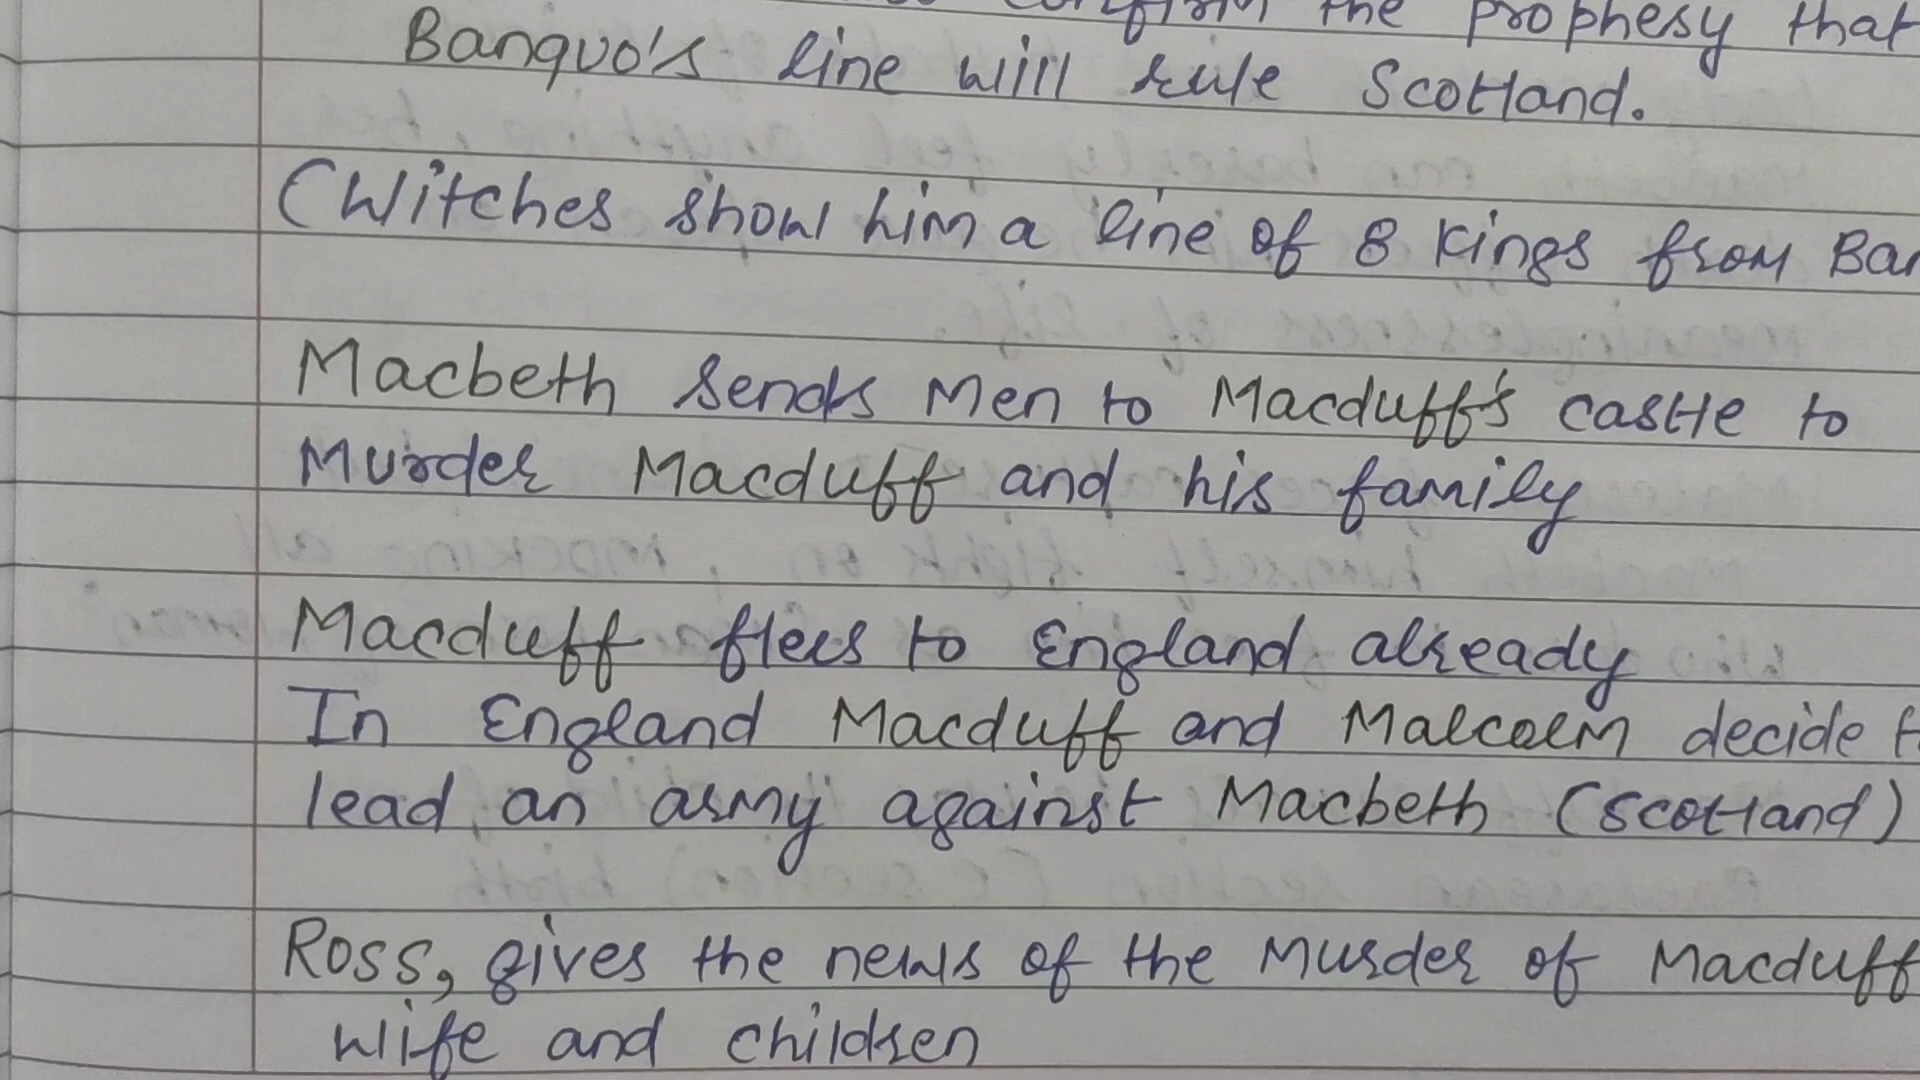 confirm the prophesy that
Banquo's line will rule Scotland.
(Witches show him a line of 8 kings from Ban
Macbeth sends men to Macduff's castle to
Murder Macduff and his family
Macduff flees to England already
In England Macduff and Malcolm decide t
lead an army against Macbeth (Scotland)
Ross, gives the news of the murder of Macduff
wife and children